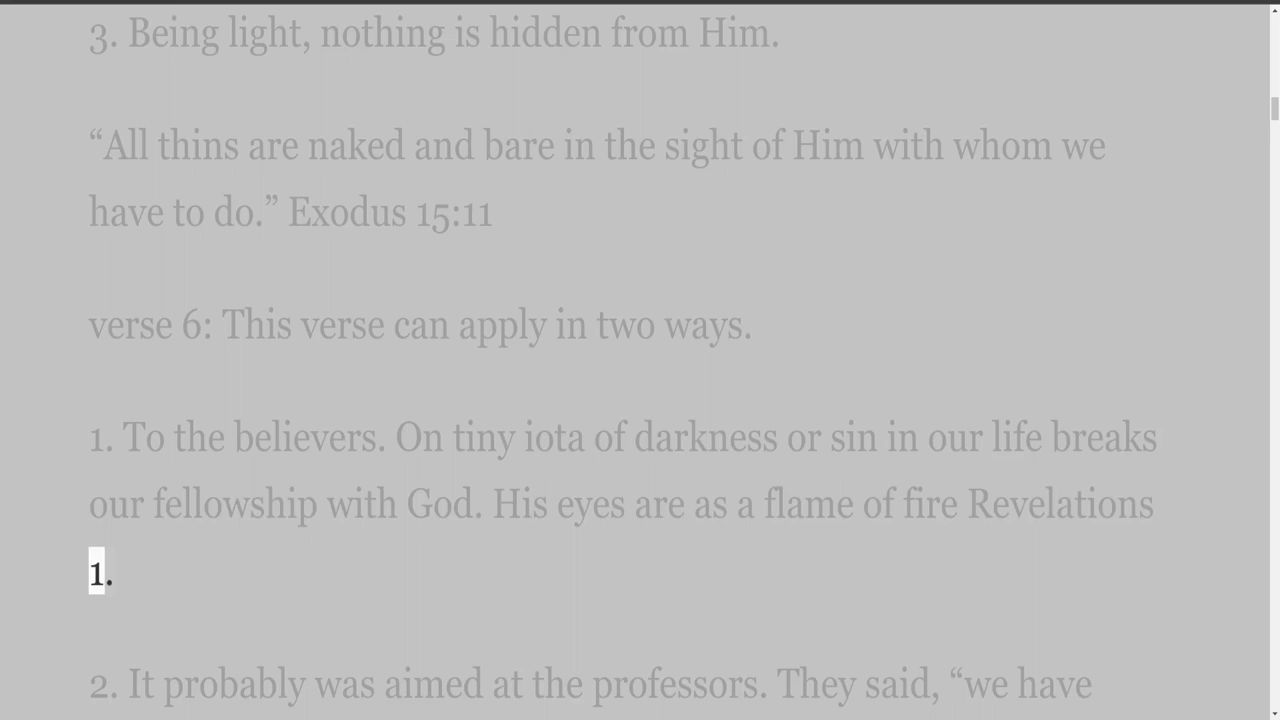 3. Being light, nothing is hidden from Him.
“All thins are naked and bare in the sight of Him with whom we
have to do.” Exodus 15:11
verse 6: This verse can apply in two ways.
1. To the believers. On tiny iota of darkness or sin in our life breaks
our fellowship with God. His eyes are as a flame of fire Revelations
1.
2. It probably was aimed at the professors. They said, “we have